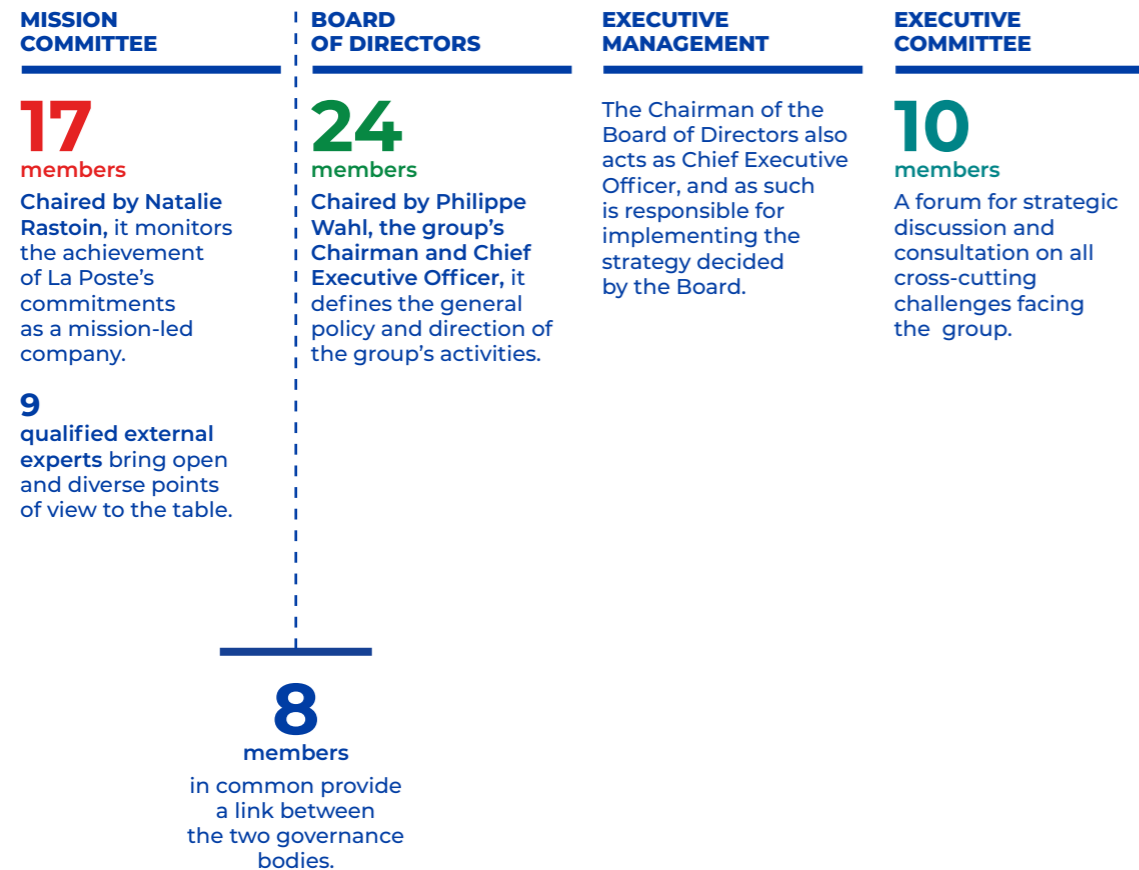 MISSION
COMMITTEE
17
members
Chaired by Natalie
Rastoin, it monitors
the achievement
of La Poste's
commitments
as a mission-led
company.
9
qualified external
experts bring open
and diverse points
of view to the table.
BOARD
OF DIRECTORS
24
members
Chaired by Philippe
Wahl, the group's
Chairman and Chief
Executive Officer, it
defines the general
policy and direction of
the group's activities.
8
members
in common provide
a link between
the two governance
bodies.
EXECUTIVE
MANAGEMENT
The Chairman of the
Board of Directors also
acts as Chief Executive
Officer, and as such
is responsible for
implementing the
strategy decided
by the Board.
EXECUTIVE
COMMITTEE
10
members
A forum for strategic
discussion and
consultation on all
cross-cutting
challenges facing
the group.